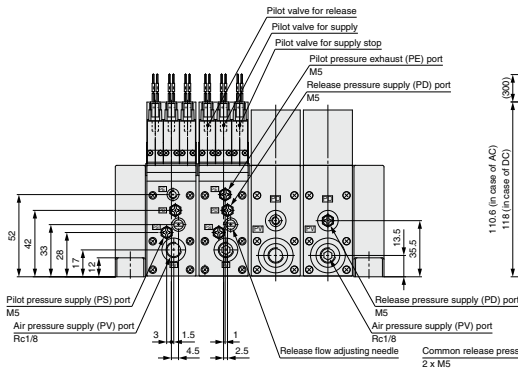 Pilot valve for release
Pilot valve for supply
Pilot valve for supply stop
Pilot pressure exhaust (PE) port
M5
Release pressure supply (PD) port
M5
(300)
110.6 (in case of AC)
118 (in case of DC)
52
42
33
28
17
12
13.5
35.5
Pilot pressure supply (PS) port
M5
Air pressure supply (PV) port
Rc1/8
3
1.5
4.5
1
2.5
Release flow adjusting needle
Release pressure supply (PD) port
M5
Air pressure supply (PV) port
Rc1/8
Common release press
2 x M5